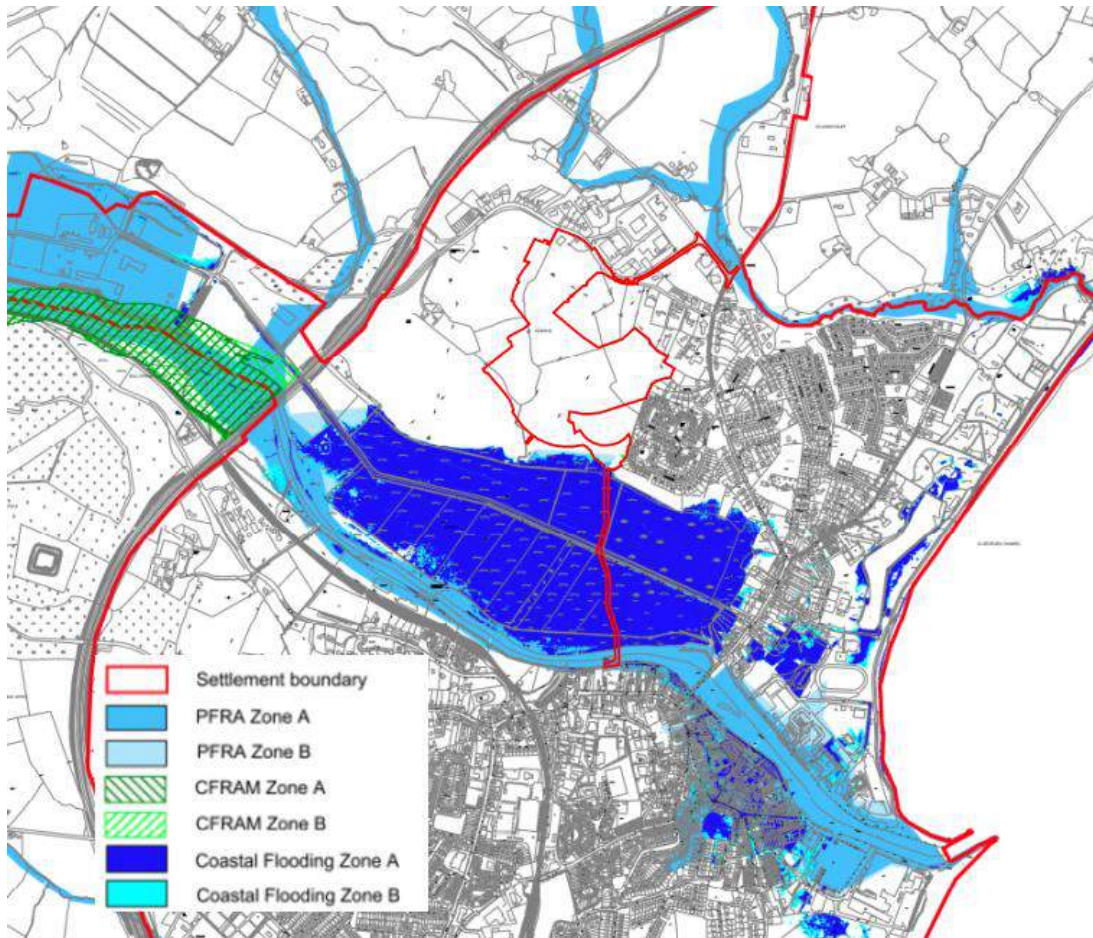 Settlement boundary
PFRA Zone A
PFRA Zone B
CFRAM Zone A
CFRAM Zone B
Coastal Flooding Zone A
Coastal Flooding Zone B